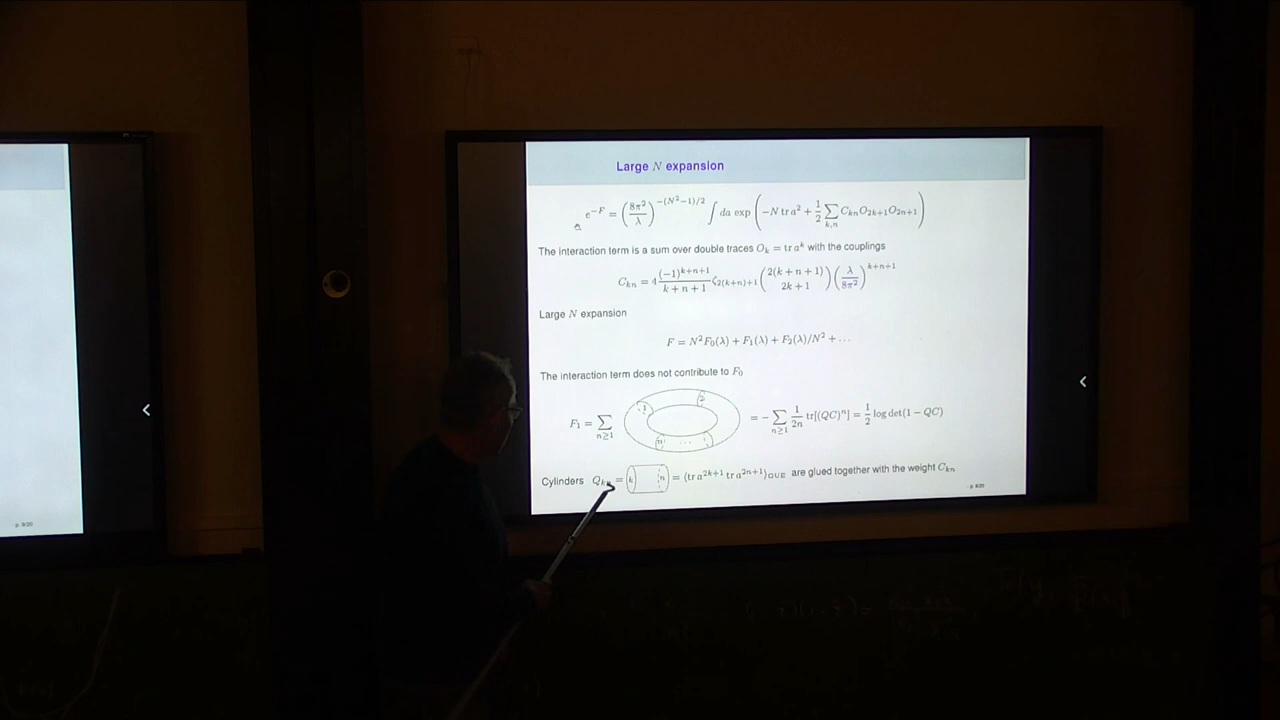 Large N expansion
e^{-F} = (8π²/λ)^{-(N²-1)/2} ∫ da exp( -N tr a² + 1/2 ∑_{k,n} C_{kn} O_{2k+1} O_{2n+1} )
The interaction term is a sum over double traces O_k = tr a^k with the couplings
C_{kn} = 4 (-1)^{k+n+1}/(k+n+1) ζ_{2(k+n)+1} (2(k+n+1) 2k+1) (λ/8π²)^{k+n+1}
Large N expansion
F = N²F_0(λ) + F_1(λ) + F_2(λ)/N² + ...
The interaction term does not contribute to F_0
F_1 = ∑_{n≥1} 1 2 n ... = -∑_{n≥1} 1/2n tr[(QC)^n] = 1/2 log det(1 - QC)
Cylinders Q_{kn} = k n = ⟨tr a^{2k+1} tr a^{2n+1}⟩_{GUE} are glued together with the weight C_{kn}
p. 9/20